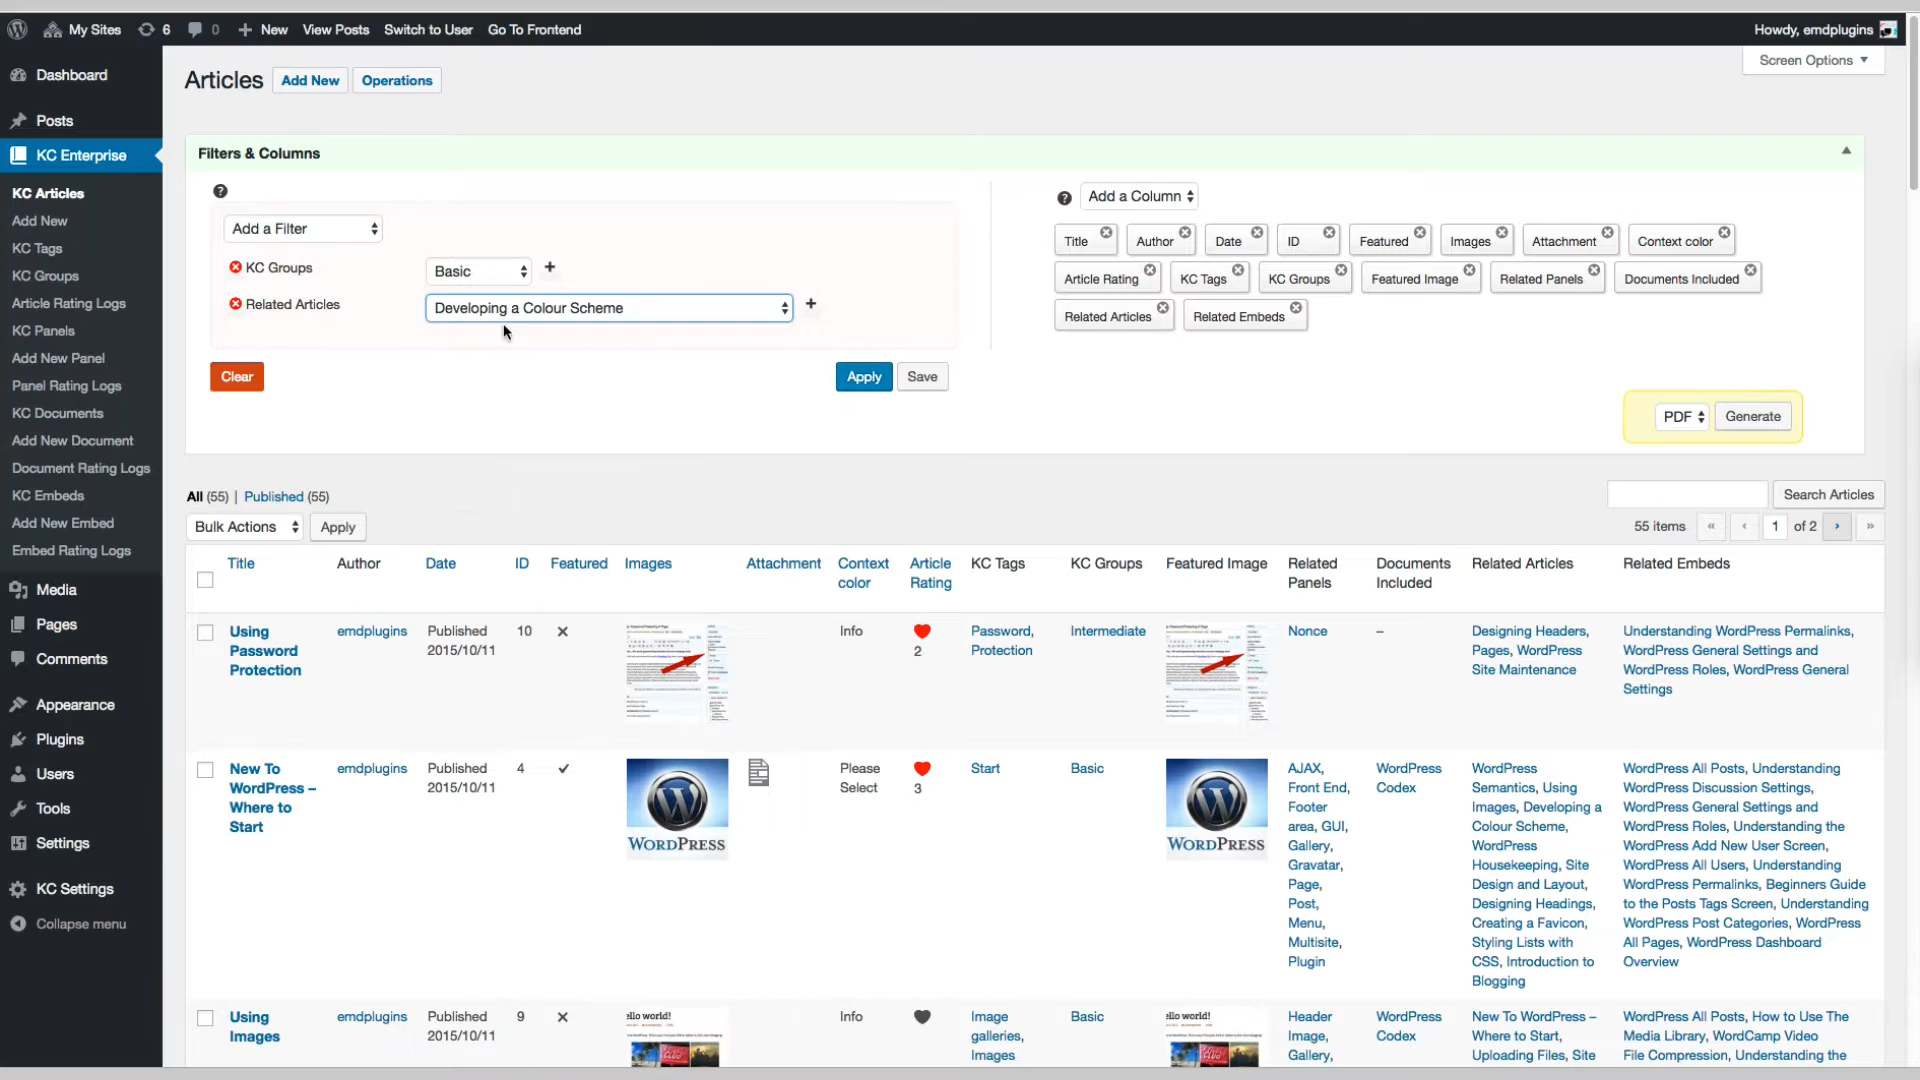 My Sites 6 0 New View Posts Switch to User Go To Frontend Howdy, emdplugins
Screen Options
Dashboard
Posts
KC Enterprise
KC Articles
Add New
KC Tags
KC Groups
Article Rating Logs
KC Panels
Add New Panel
Panel Rating Logs
KC Documents
Add New Document
Document Rating Logs
KC Embeds
Add New Embed
Embed Rating Logs
Media
Pages
Comments
Appearance
Plugins
Users
Tools
Settings
KC Settings
Collapse menu
Articles Add New Operations
Filters & Columns
Add a Filter
KC Groups Basic
Related Articles Developing a Colour Scheme
Clear Apply Save
Add a Column
Title Author Date ID Featured Images Attachment Context color
Article Rating KC Tags KC Groups Featured Image Related Panels Documents Included
Related Articles Related Embeds
PDF Generate
All (55) | Published (55)
Search Articles
Bulk Actions Apply
55 items « ‹ 1 of 2 › »
Title Author Date ID Featured Images Attachment Context color Article Rating KC Tags KC Groups Featured Image Related Panels Documents Included Related Articles Related Embeds
Using
Password
Protection
emdplugins
Published
2015/10/11
10
Info
2
Password,
Protection
Intermediate
Nonce
–
Designing Headers,
Pages, WordPress
Site Maintenance
Understanding WordPress Permalinks,
WordPress General Settings and
WordPress Roles, WordPress General
Settings
New To
WordPress –
Where to
Start
emdplugins
Published
2015/10/11
4
WORDPRESS
Please
Select
3
Start
Basic
WORDPRESS
AJAX,
Front End,
Footer
area, GUI,
Gallery,
Gravatar,
Page,
Post,
Menu,
Multisite,
Plugin
WordPress
Codex
WordPress
Semantics, Using
Images, Developing a
Colour Scheme,
WordPress
Housekeeping, Site
Design and Layout,
Designing Headings,
Creating a Favicon,
Styling Lists with
CSS, Introduction to
Blogging
WordPress All Posts, Understanding
WordPress Discussion Settings,
WordPress General Settings and
WordPress Roles, Understanding the
WordPress Add New User Screen,
WordPress All Users, Understanding
WordPress Permalinks, Beginners Guide
to the Posts Tags Screen, Understanding
WordPress Post Categories, WordPress
All Pages, WordPress Dashboard
Overview
Using
Images
emdplugins
Published
2015/10/11
9
ello world!
Info
Image
galleries,
Images
Basic
ello world!
Header
Image,
Gallery,
WordPress
Codex
New To WordPress –
Where to Start,
Uploading Files, Site
WordPress All Posts, How to Use The
Media Library, WordCamp Video
File Compression, Understanding the